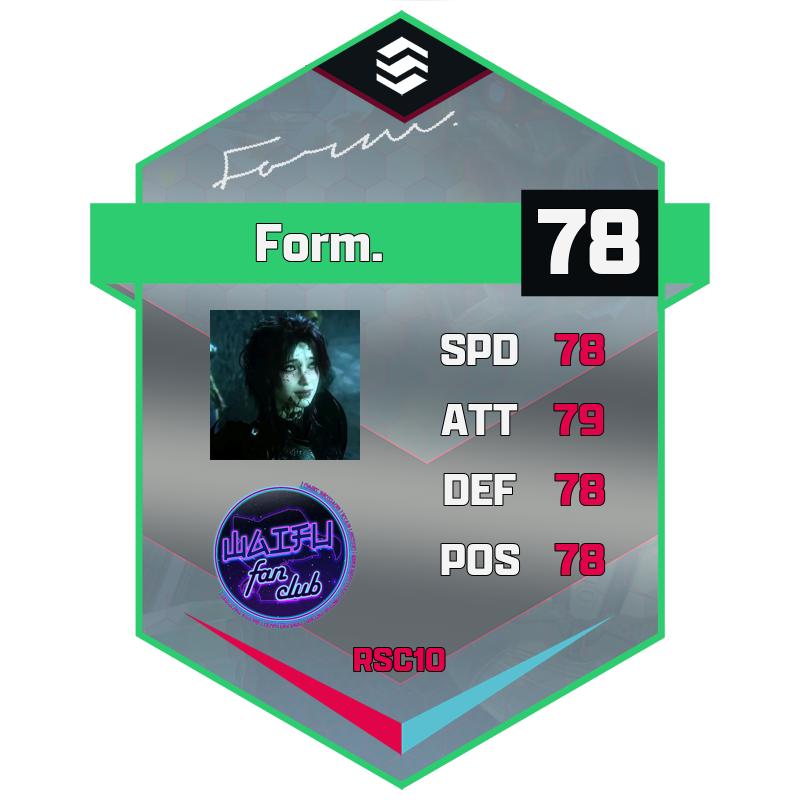 Form.
Form.
78
SPD 78
ATT 79
DEF 78
POS 78
WAIFU
fan
club
RSC10